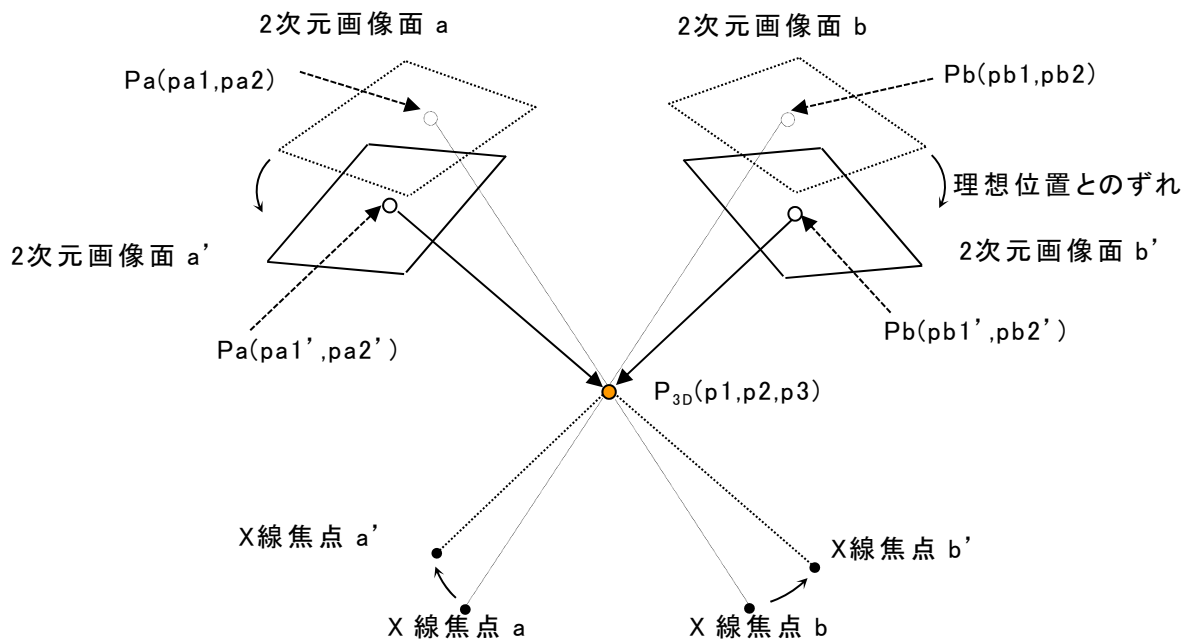 2次元画像面 a
2次元画像面 b
Pa(pa1,pa2)
Pb(pb1,pb2)
理想位置とのずれ
2次元画像面 a’
2次元画像面 b’
Pa(pa1’,pa2’)
Pb(pb1’,pb2’)
P3D(p1,p2,p3)
X線焦点 a’
X線焦点 b’
X 線焦点 a
X 線焦点 b